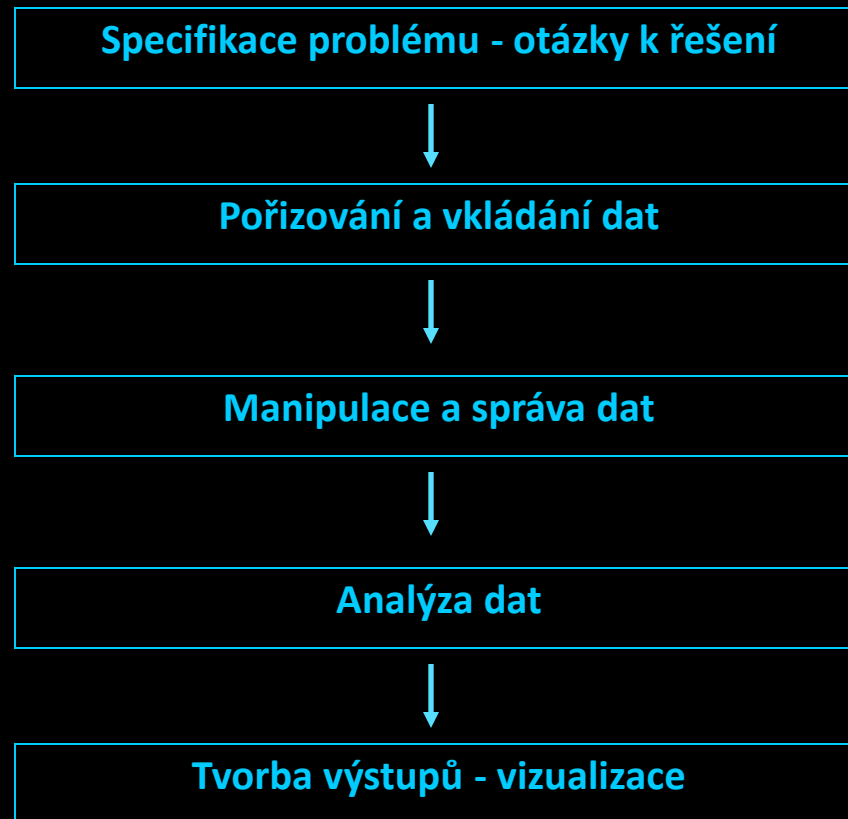 Specifikace problému - otázky k řešení
Pořizování a vkládání dat
Manipulace a správa dat
Analýza dat
Tvorba výstupů - vizualizace